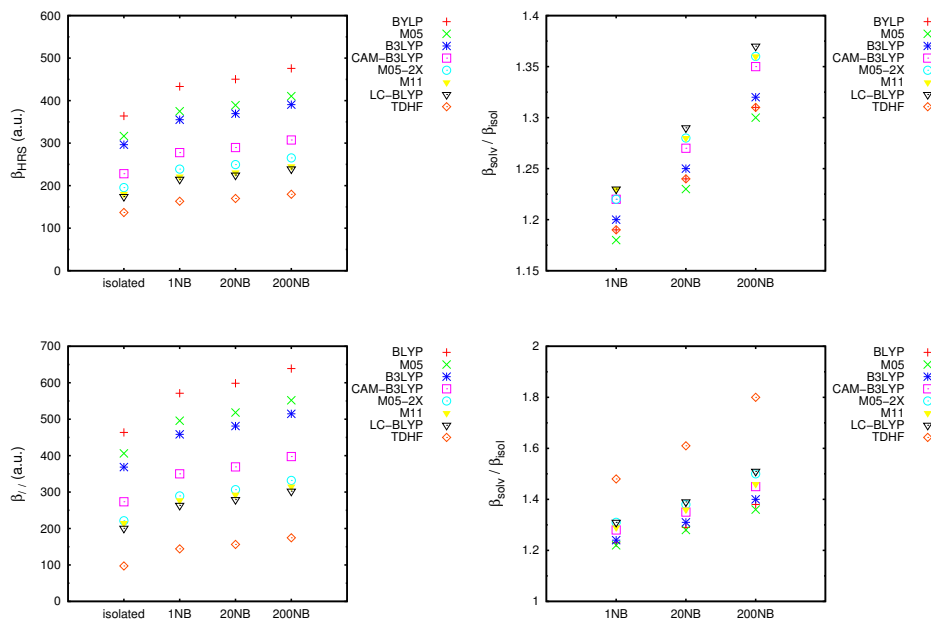 600
500
400
300
200
100
0
isolated 1NB 20NB 200NB
β_HRS (a.u.)
BYLP
M05
B3LYP
CAM−B3LYP
M05−2X
M11
LC−BLYP
TDHF
1.4
1.35
1.3
1.25
1.2
1.15
1NB 20NB 200NB
β_solv / β_isol
BYLP
M05
B3LYP
CAM−B3LYP
M05−2X
M11
LC−BLYP
TDHF
700
600
500
400
300
200
100
0
isolated 1NB 20NB 200NB
β_// (a.u.)
BLYP
M05
B3LYP
CAM−B3LYP
M05−2X
M11
LC−BLYP
TDHF
2
1.8
1.6
1.4
1.2
1
1NB 20NB 200NB
β_solv / β_isol
BLYP
M05
B3LYP
CAM−B3LYP
M05−2X
M11
LC−BLYP
TDHF